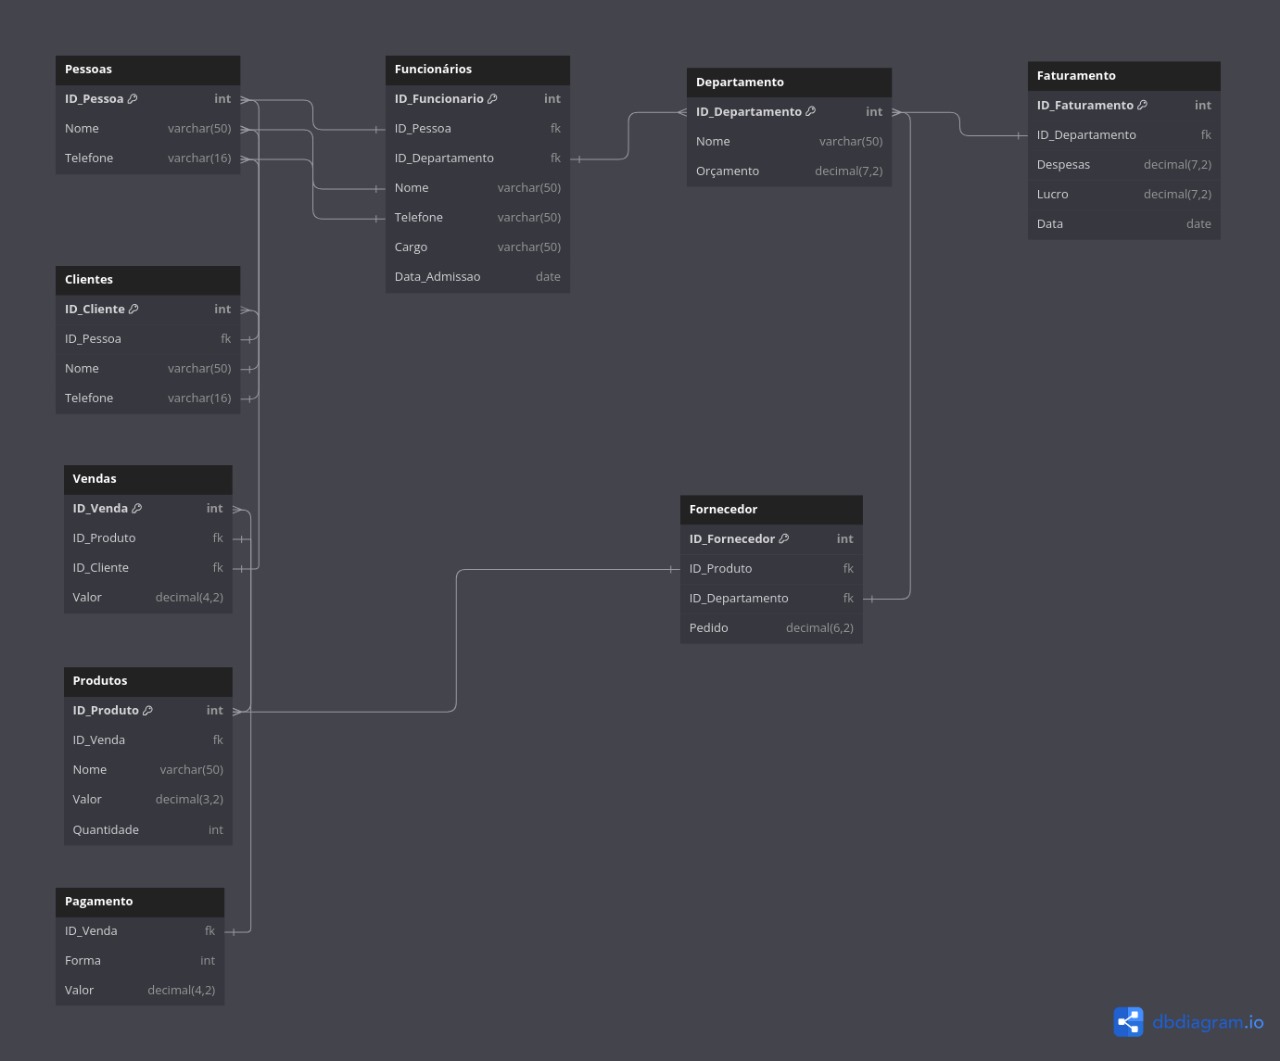 Pessoas
ID_Pessoa int
Nome varchar(50)
Telefone varchar(16)
Funcionários
ID_Funcionario int
ID_Pessoa fk
ID_Departamento fk
Nome varchar(50)
Telefone varchar(50)
Cargo varchar(50)
Data_Admissao date
Departamento
ID_Departamento int
Nome varchar(50)
Orçamento decimal(7,2)
Faturamento
ID_Faturamento int
ID_Departamento fk
Despesas decimal(7,2)
Lucro decimal(7,2)
Data date
Clientes
ID_Cliente int
ID_Pessoa fk
Nome varchar(50)
Telefone varchar(16)
Vendas
ID_Venda int
ID_Produto fk
ID_Cliente fk
Valor decimal(4,2)
Fornecedor
ID_Fornecedor int
ID_Produto fk
ID_Departamento fk
Pedido decimal(6,2)
Produtos
ID_Produto int
ID_Venda fk
Nome varchar(50)
Valor decimal(3,2)
Quantidade int
Pagamento
ID_Venda fk
Forma int
Valor decimal(4,2)
dbdiagram.io